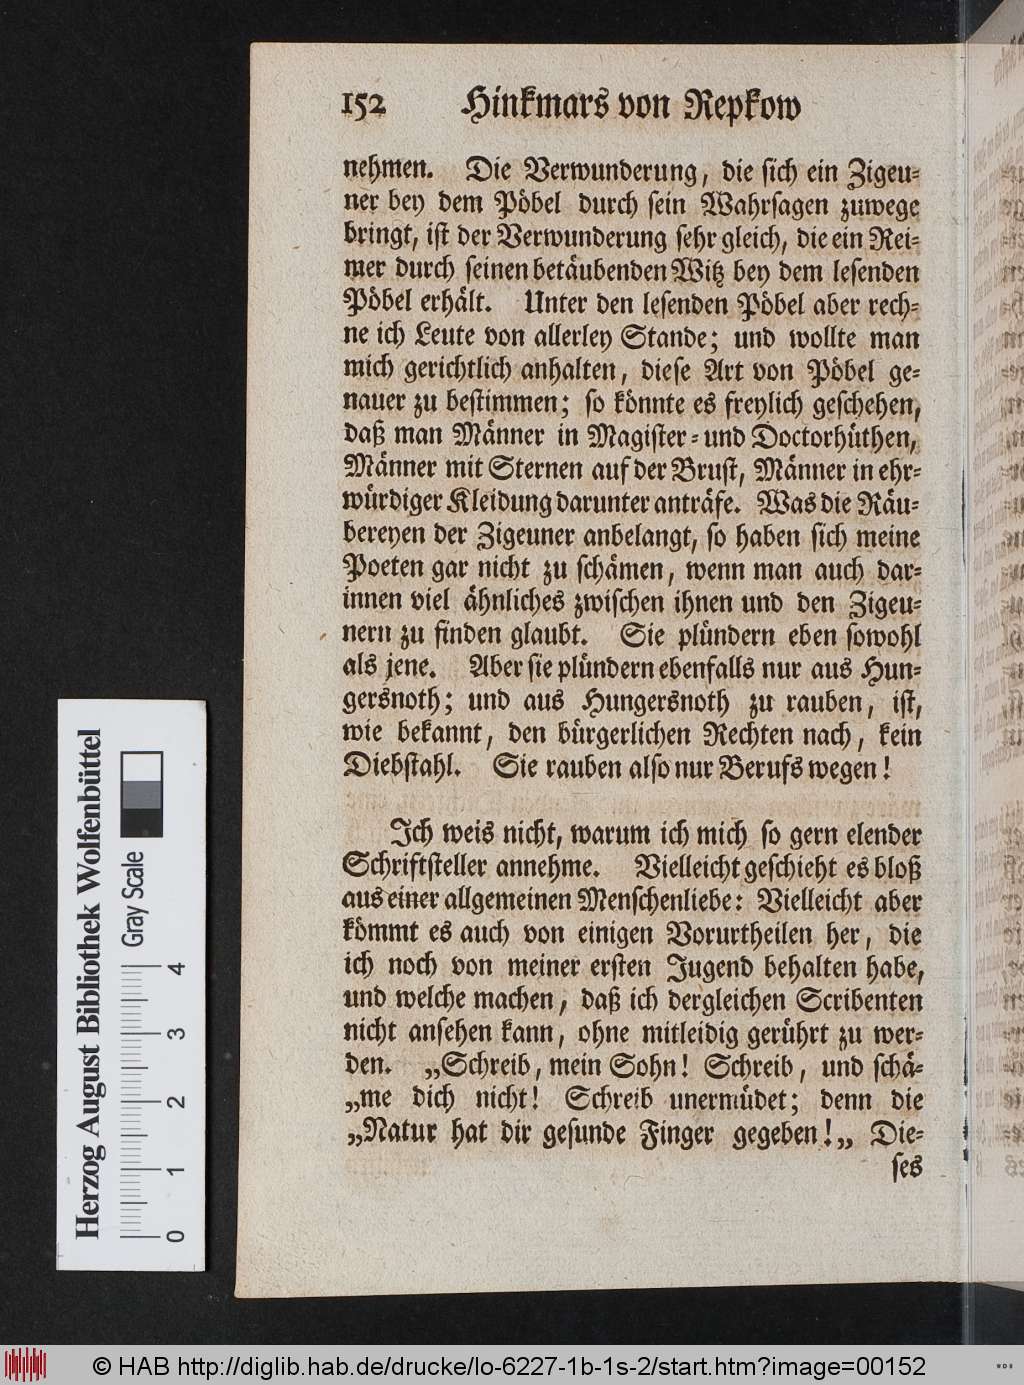 152 Hinkmars von Repkow
nehmen. Die Verwunderung, die sich ein Zigeu-
ner bey dem Pöbel durch sein Wahrsagen zuwege
bringt, ist der Verwunderung sehr gleich, die ein Rei-
mer durch seinen betäubenden Witz bey dem lesenden
Pöbel erhält. Unter den lesenden Pöbel aber rech-
ne ich Leute von allerley Stande; und wollte man
mich gerichtlich anhalten, diese Art von Pöbel ge-
nauer zu bestimmen; so könnte es freylich geschehen,
daß man Männer in Magister- und Doctorhüthen,
Männer mit Sternen auf der Brust, Männer in ehr-
würdiger Kleidung darunter anträfe. Was die Räu-
bereyen der Zigeuner anbelangt, so haben sich meine
Poeten gar nicht zu schämen, wenn man auch dar-
innen viel ähnliches zwischen ihnen und den Zigeu-
nern zu finden glaubt. Sie plündern eben sowohl
als jene. Aber sie plündern ebenfalls nur aus Hun-
gersnoth; und aus Hungersnoth zu rauben, ist,
wie bekannt, den bürgerlichen Rechten nach, kein
Diebstahl. Sie rauben also nur Berufs wegen!
Ich weis nicht, warum ich mich so gern elender
Schriftsteller annehme. Vielleicht geschieht es bloß
aus einer allgemeinen Menschenliebe: Vielleicht aber
kömmt es auch von einigen Vorurtheilen her, die
ich noch von meiner ersten Jugend behalten habe,
und welche machen, daß ich dergleichen Scribenten
nicht ansehen kann, ohne mitleidig gerührt zu wer-
den. „Schreib, mein Sohn! Schreib, und schä-
„me dich nicht! Schreib unermüdet; denn die
„Natur hat dir gesunde Finger gegeben!„ Die-
ses
Herzog August Bibliothek Wolfenbüttel
Gray Scale
0 1 2 3 4
© HAB http://diglib.hab.de/drucke/lo-6227-1b-1s-2/start.htm?image=00152